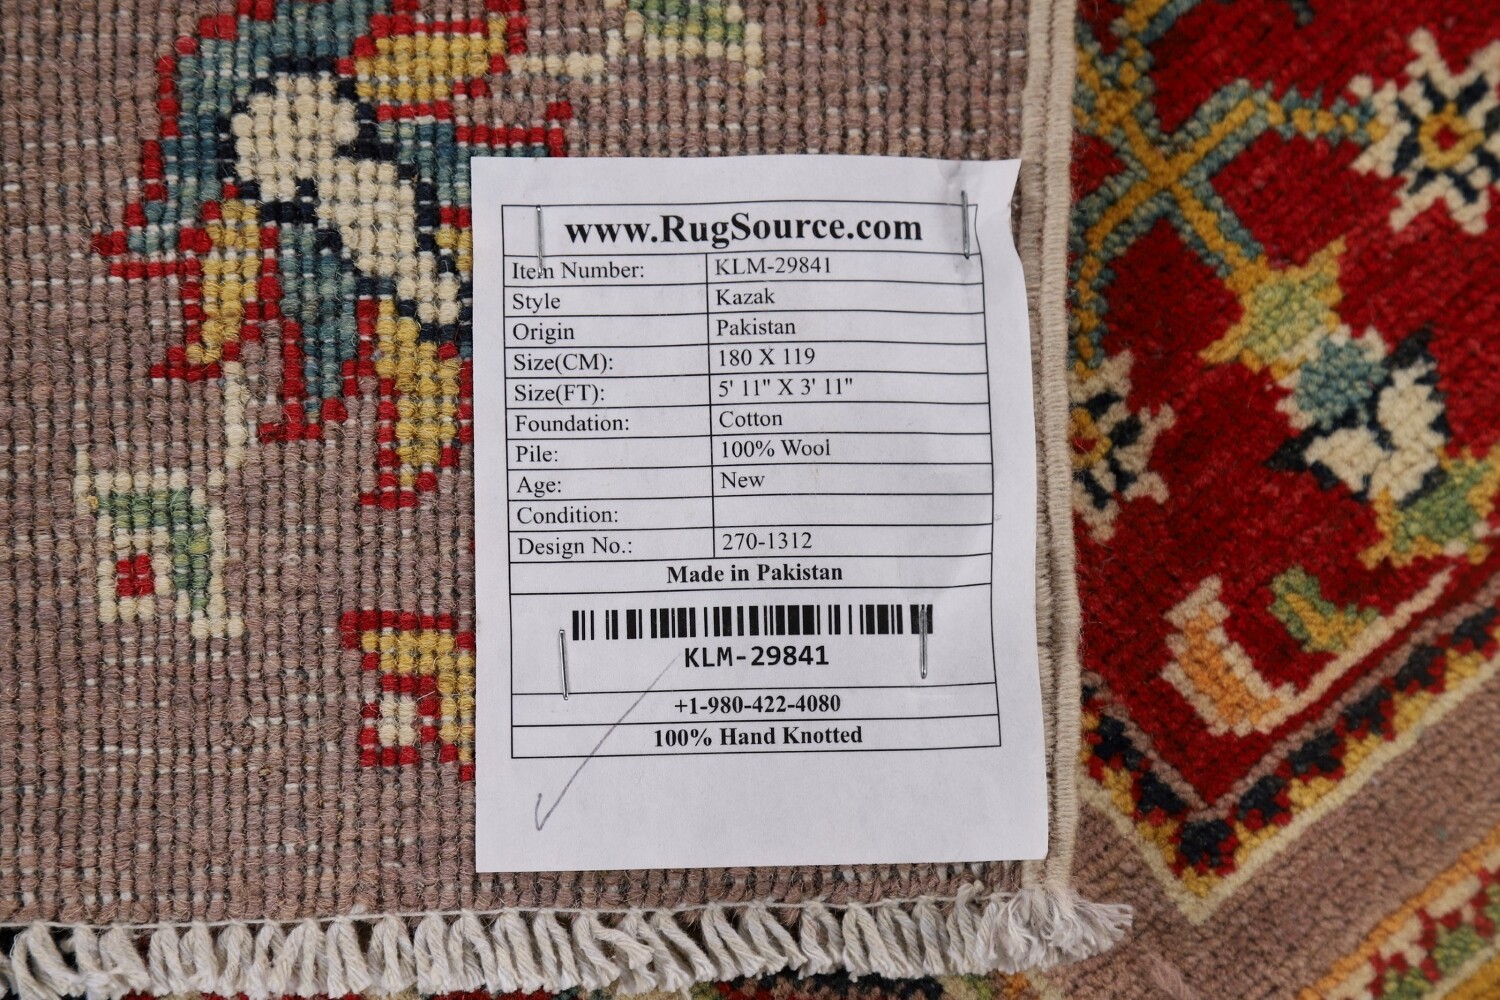 www.RugSource.com
Item Number: KLM-29841
Style Kazak
Origin Pakistan
Size(CM): 180 X 119
Size(FT): 5' 11" X 3' 11"
Foundation: Cotton
Pile: 100% Wool
Age: New
Condition:
Design No.: 270-1312
Made in Pakistan
KLM-29841
+1-980-422-4080
100% Hand Knotted